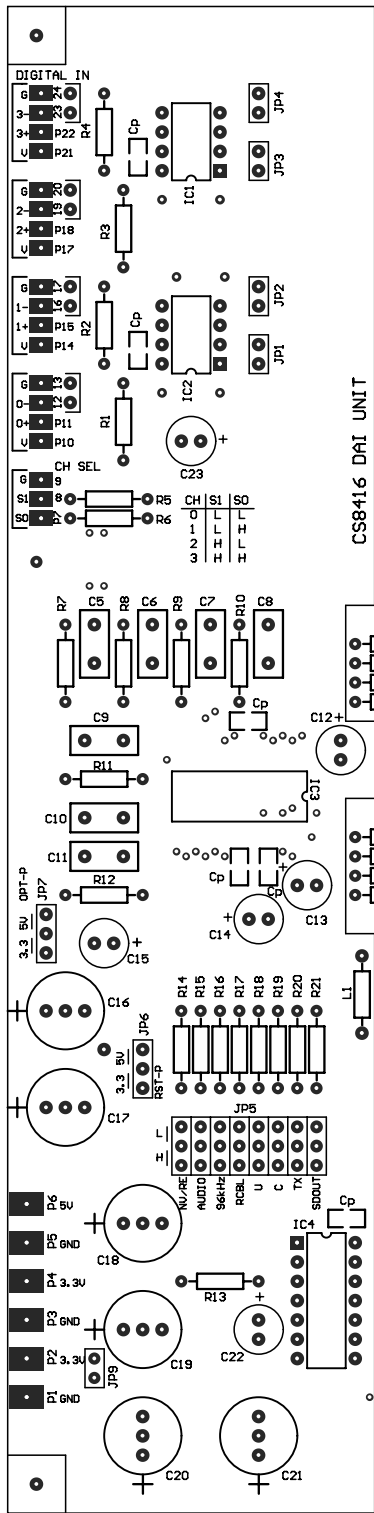 DIGITAL IN
G 24
3- 23
3+ P22
V P21
R4
Cp
IC1
JP4
JP3
G 20
2- 19
2+ P18
V P17
R3
G 17
1- 16
1+ P15
V P14
R2
Cp
IC2
JP2
JP1
G 13
0- 12
0+ P11
V P10
R1
C23
+
CS8416 DAI UNIT
CH SEL
G 9
S1 8
S0 P7
R5
R6
CH S1 S0
0 L L
1 L H
2 H L
3 H H
R7 C5 R8 C6 R9 C7 R10 C8
C9
Cp
C12 +
R11
IC3
C10
C11
R12
Cp
Cp
+
C13
OPT-P
JP7
3.3 5V
C15
+
C14
+
C16
+
R14 R15 R16 R17 R18 R19 R20 R21
L1
JP6
3.3 5V
RST-P
C17
+
JP5
L
H
NV/RE AUDIO 96kHz RCBL U C TX SDOUT
P6 5V
P5 GND
P4 3.3V
P3 GND
P2 3.3V
P1 GND
JP9
C18
+
Cp
IC4
R13
C19
+
C22
+
C20
+
C21
+